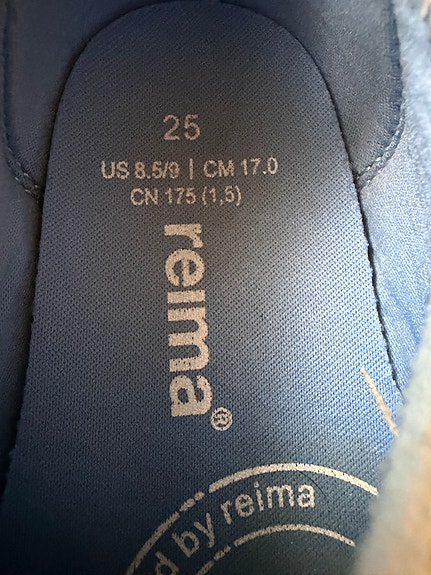 25
US 8.5/9 | CM 17.0
CN 175 (1,5)
reima®
by reima